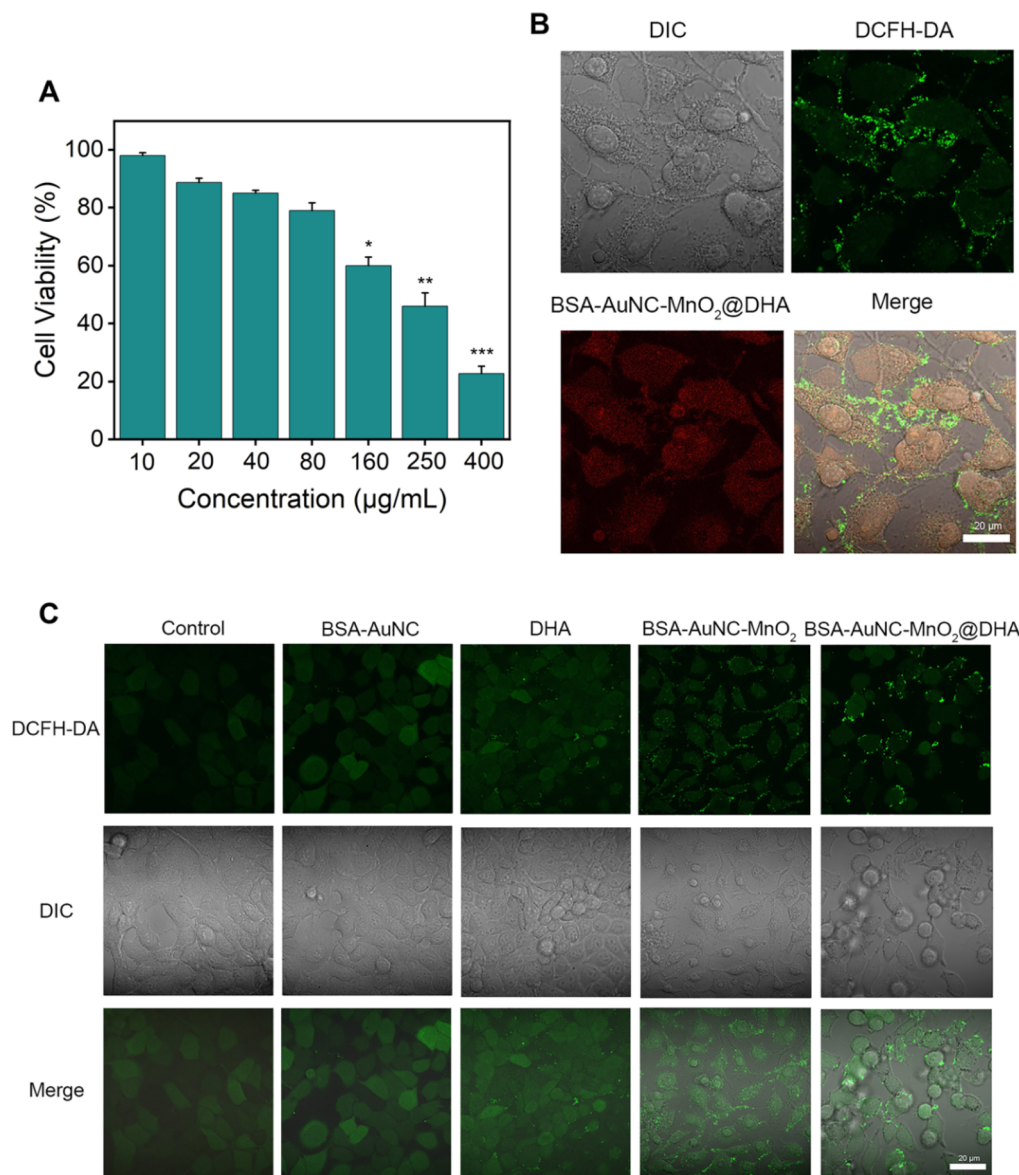 A
Cell Viability (%)
100
80
60
40
20
0
*
**
***
10 20 40 80 160 250 400
Concentration (µg/mL)
B
DIC DCFH-DA
BSA-AuNC-MnO₂@DHA Merge
20 µm
C
Control BSA-AuNC DHA BSA-AuNC-MnO₂ BSA-AuNC-MnO₂@DHA
DCFH-DA
DIC
Merge
20 µm